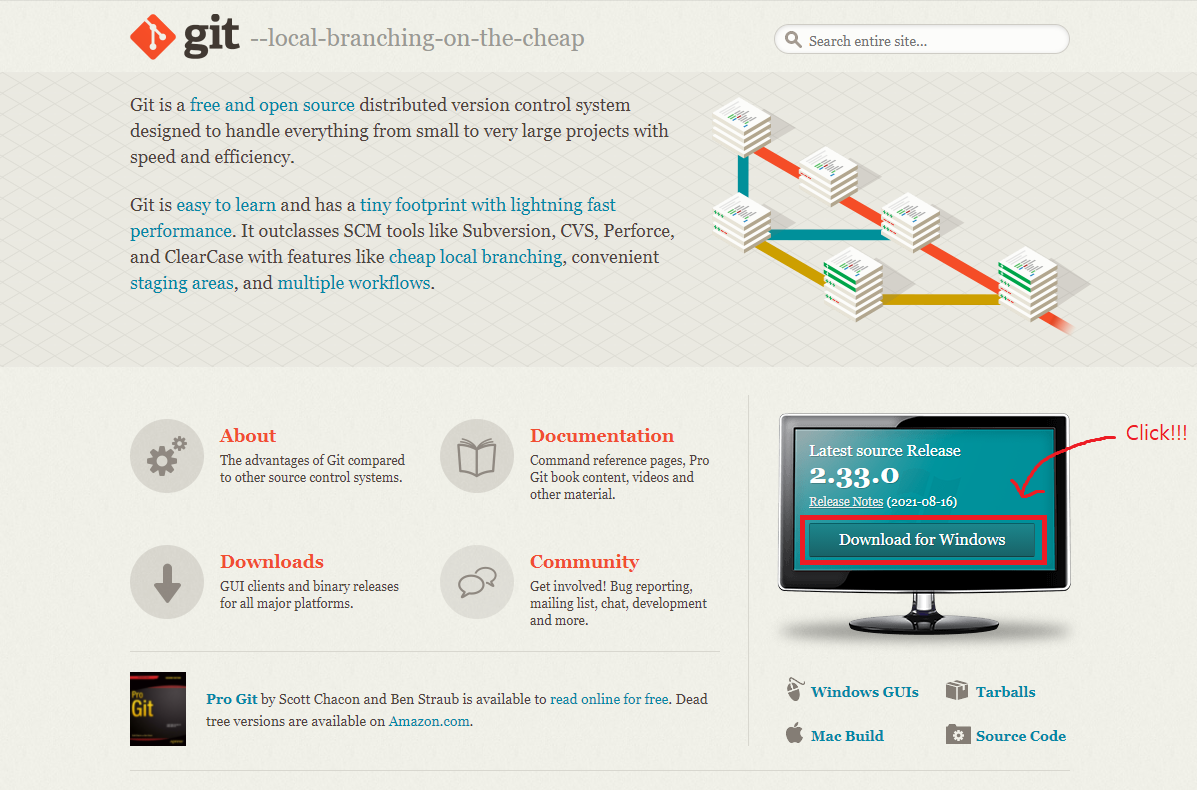 git --local-branching-on-the-cheap
Search entire site...
Git is a free and open source distributed version control system
designed to handle everything from small to very large projects with
speed and efficiency.
Git is easy to learn and has a tiny footprint with lightning fast
performance. It outclasses SCM tools like Subversion, CVS, Perforce,
and ClearCase with features like cheap local branching, convenient
staging areas, and multiple workflows.
About
The advantages of Git compared
to other source control systems.
Documentation
Command reference pages, Pro
Git book content, videos and
other material.
Downloads
GUI clients and binary releases
for all major platforms.
Community
Get involved! Bug reporting,
mailing list, chat, development
and more.
Pro
Git
Pro Git by Scott Chacon and Ben Straub is available to read online for free. Dead
tree versions are available on Amazon.com.
Latest source Release
2.33.0
Release Notes (2021-08-16)
Download for Windows
Click!!!
Windows GUIs
Tarballs
Mac Build
Source Code